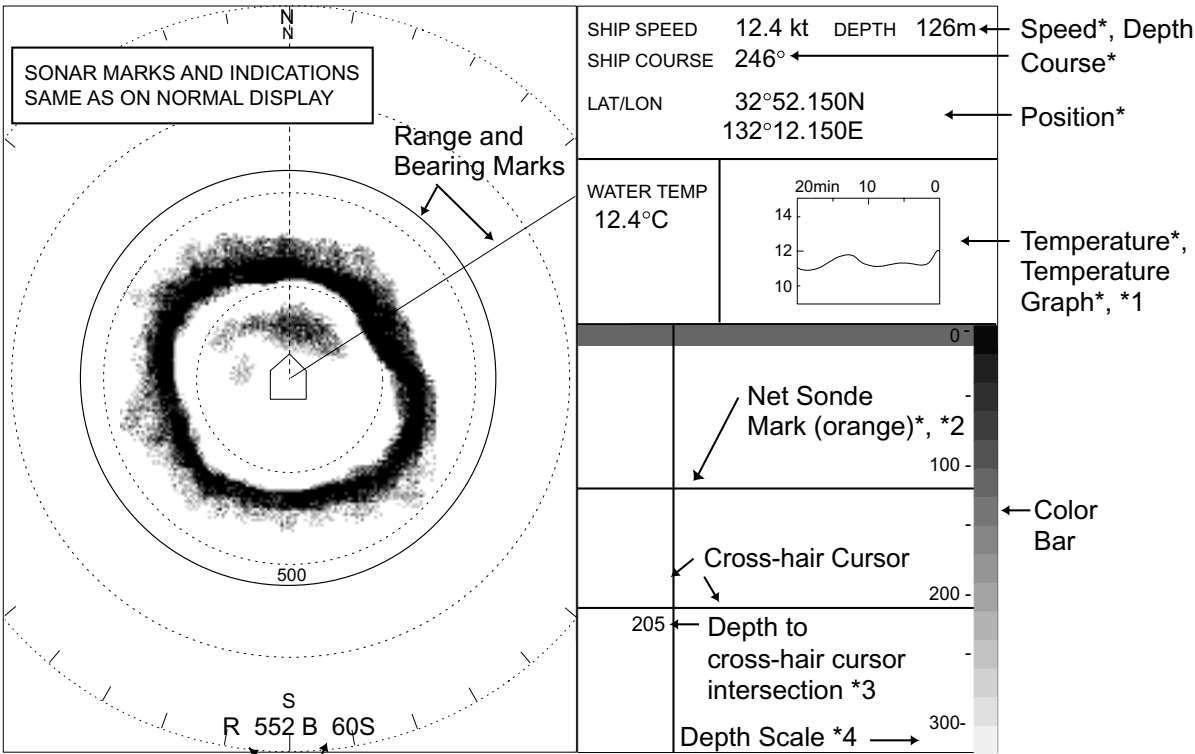 N
N
SONAR MARKS AND INDICATIONS
SAME AS ON NORMAL DISPLAY
Range and
Bearing Marks
500
S
R 552 B 60S
SHIP SPEED 12.4 kt DEPTH 126m
SHIP COURSE 246°
LAT/LON 32°52.150N
132°12.150E
Speed*, Depth
Course*
Position*
WATER TEMP
12.4°C
20min 10 0
14
12
10
Temperature*,
Temperature
Graph*, *1
0
Net Sonde
Mark (orange)*, *2
100 -
Color
Bar
Cross-hair Cursor
200 -
205
Depth to
cross-hair cursor
intersection *3
300-
Depth Scale *4